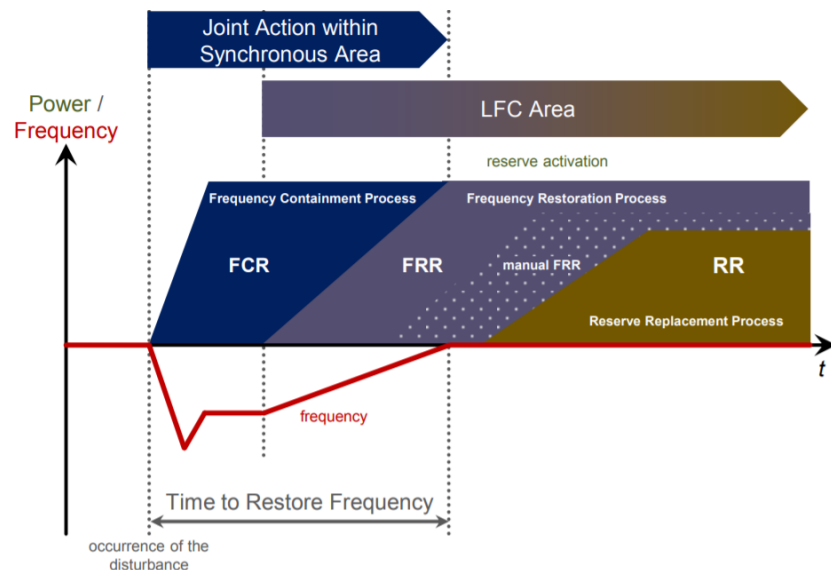 Joint Action within
Synchronous Area
LFC Area
Power /
Frequency
reserve activation
Frequency Containment Process
Frequency Restoration Process
FCR
FRR
manual FRR
RR
Reserve Replacement Process
t
frequency
Time to Restore Frequency
occurrence of the
disturbance